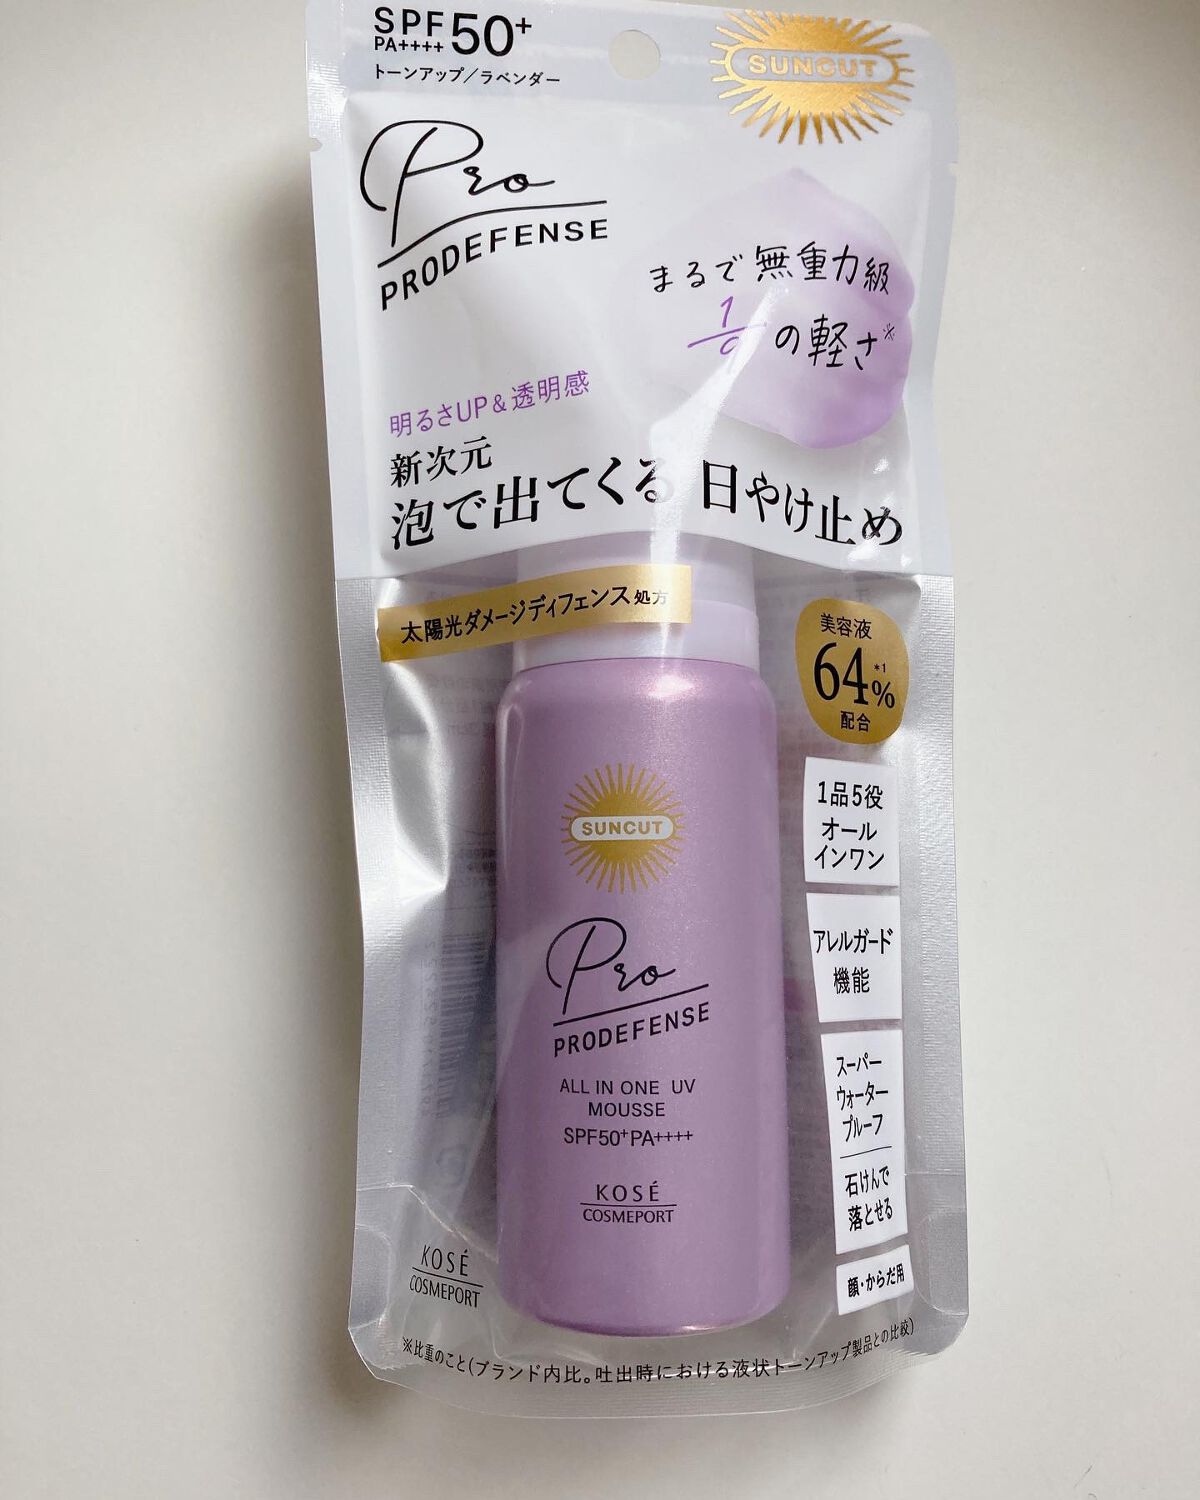 SPF 50+
PA++++
トーンアップ/ラベンダー
SUNCUT
Pro
PRODEFENSE
まるで無重力級
1/9の軽さ※
明るさUP&透明感
新次元
泡で出てくる 日やけ止め
太陽光ダメージディフェンス処方
美容液
64%*1
配合
1品5役
オール
インワン
アレルガード
機能
スーパー
ウォーター
プルーフ
石けんで
落とせる
顔・からだ用
SUNCUT
Pro
PRODEFENSE
ALL IN ONE UV
MOUSSE
SPF50+PA++++
KOSÉ
COSMEPORT
KOSÉ
COSMEPORT
※比重のこと(ブランド内比。吐出時における液状トーンアップ製品との比較)